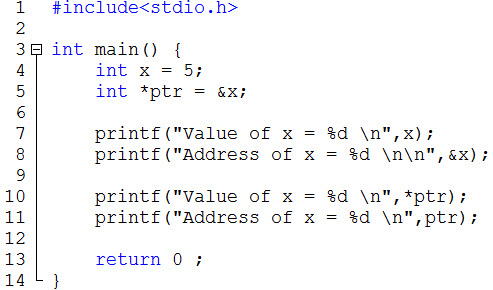 1 #include<stdio.h>
2
3 int main() {
4 int x = 5;
5 int *ptr = &x;
6
7 printf("Value of x = %d \n",x);
8 printf("Address of x = %d \n\n",&x);
9
10 printf("Value of x = %d \n",*ptr);
11 printf("Address of x = %d \n",ptr);
12
13 return 0 ;
14 }